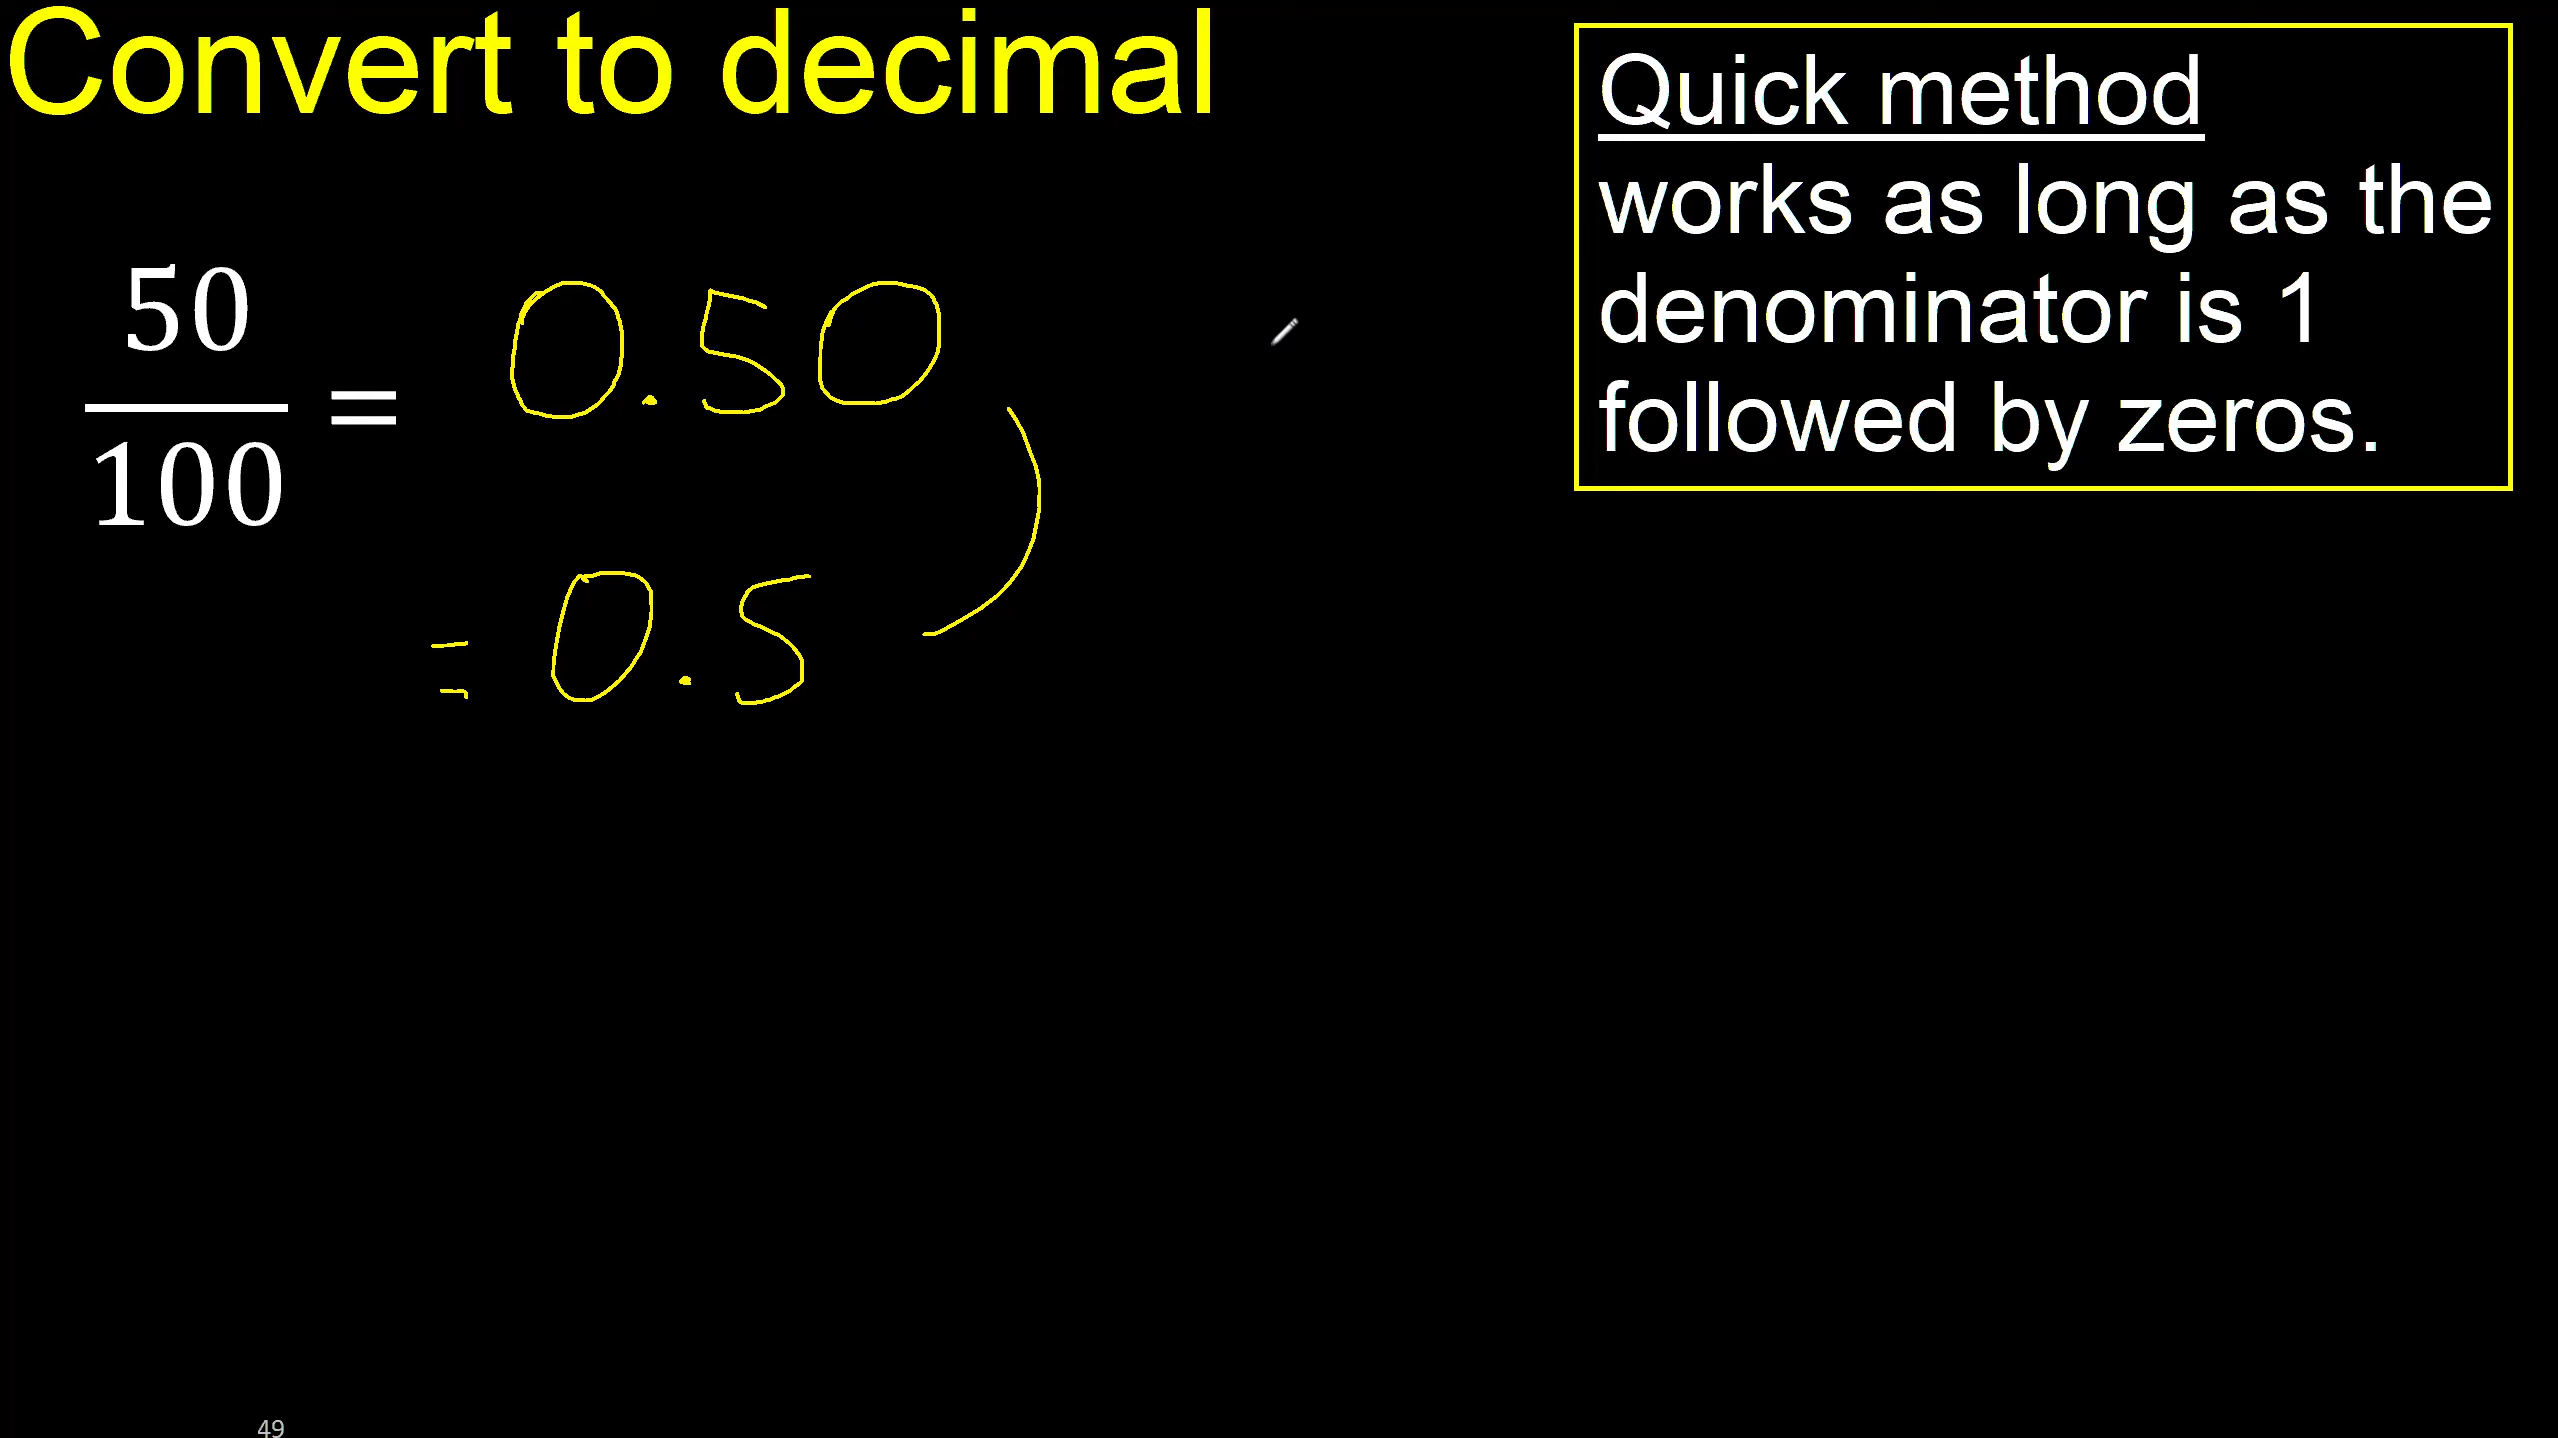 Convert to decimal
50
100
= 0.50
= 0.5
Quick method
works as long as the
denominator is 1
followed by zeros.
49